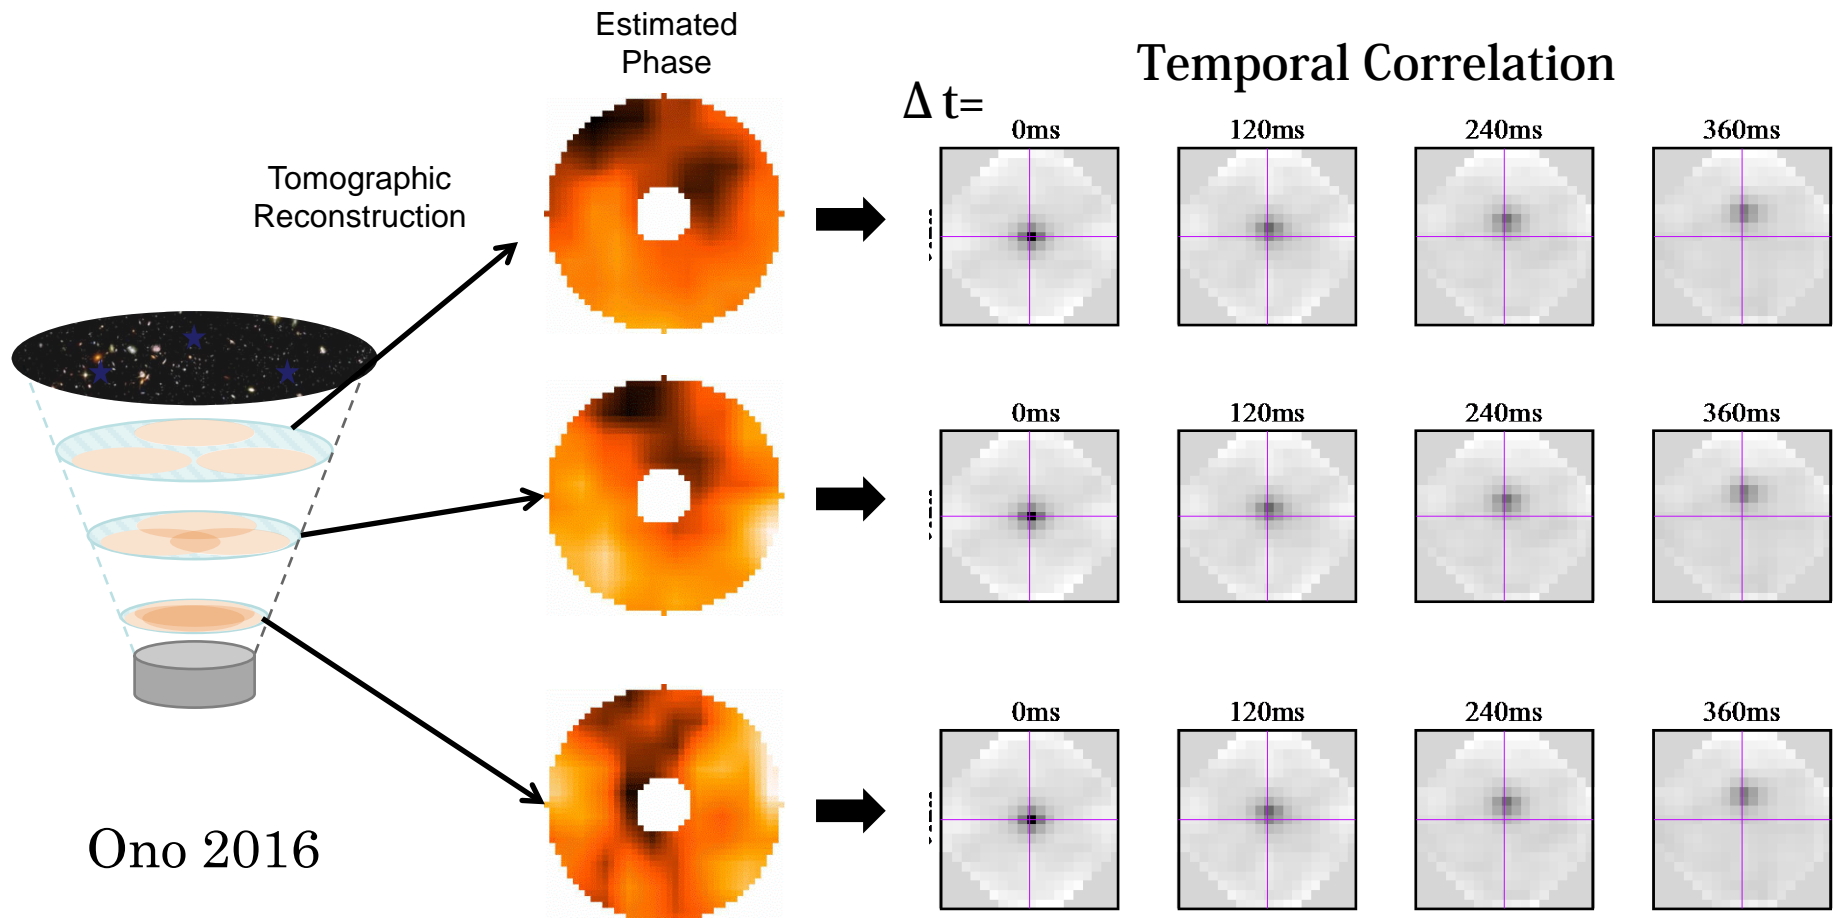 Estimated
Phase
Temporal Correlation
Δ t=
Tomographic
Reconstruction
0ms 120ms 240ms 360ms
0ms 120ms 240ms 360ms
0ms 120ms 240ms 360ms
Ono 2016